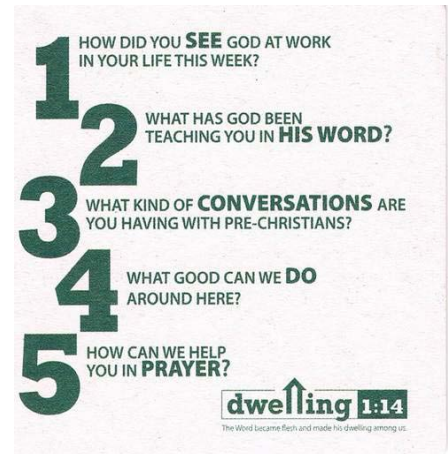 1 HOW DID YOU SEE GOD AT WORK
IN YOUR LIFE THIS WEEK?
2 WHAT HAS GOD BEEN
TEACHING YOU IN HIS WORD?
3 WHAT KIND OF CONVERSATIONS ARE
YOU HAVING WITH PRE-CHRISTIANS?
4 WHAT GOOD CAN WE DO
AROUND HERE?
5 HOW CAN WE HELP
YOU IN PRAYER?
dwelling 1:14
The Word became flesh and made his dwelling among us.